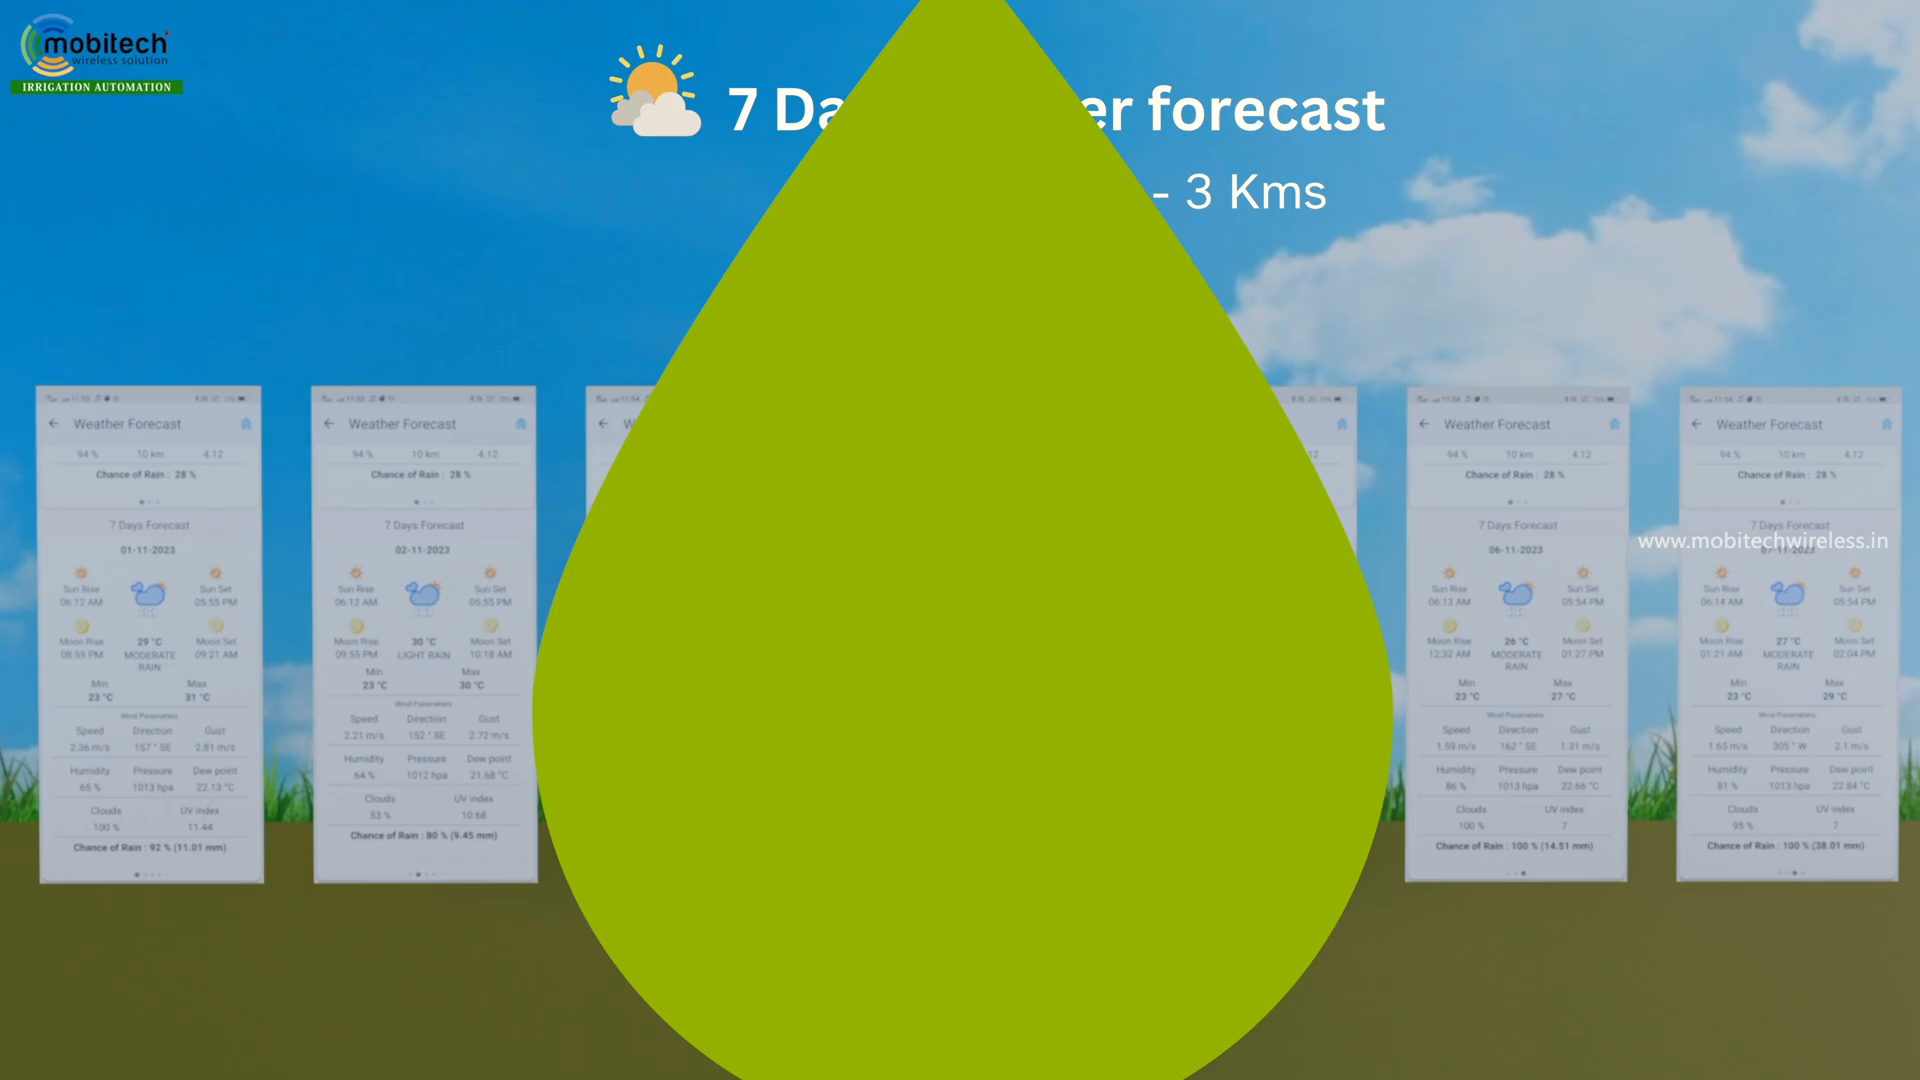 mobitech
wireless solution
IRRIGATION AUTOMATION
7 Da
er forecast
- 3 Kms
Weather Forecast
94 % 10 km 4.12
Chance of Rain : 28 %
7 Days Forecast
01-11-2023
Sun Rise Sun Set
06:12 AM 05:55 PM
Moon Rise 29 °C Moon Set
08:59 PM MODERATE 09:21 AM
RAIN
Min Max
23 °C 31 °C
Wind Parameters
Speed Direction Gust
2.36 m/s 157 ° SE 2.81 m/s
Humidity Pressure Dew point
65 % 1013 hpa 22.13 °C
Clouds UV index
100 % 11.44
Chance of Rain : 92 % (11.01 mm)
Weather Forecast
94 % 10 km 4.12
Chance of Rain : 28 %
7 Days Forecast
02-11-2023
Sun Rise Sun Set
06:12 AM 05:55 PM
Moon Rise 30 °C Moon Set
09:55 PM LIGHT RAIN 10:18 AM
Min Max
23 °C 30 °C
Wind Parameters
Speed Direction Gust
2.21 m/s 152 ° SE 2.72 m/s
Humidity Pressure Dew point
64 % 1012 hpa 21.68 °C
Clouds UV index
53 % 10.68
Chance of Rain : 80 % (9.45 mm)
Weather Forecast
94 % 10 km 4.12
Chance of Rain : 28 %
7 Days Forecast
06-11-2023
Sun Rise Sun Set
06:13 AM 05:54 PM
Moon Rise 26 °C Moon Set
12:32 AM MODERATE 01:27 PM
RAIN
Min Max
23 °C 27 °C
Wind Parameters
Speed Direction Gust
1.59 m/s 162 ° SE 1.31 m/s
Humidity Pressure Dew point
86 % 1013 hpa 22.66 °C
Clouds UV index
100 % 7
Chance of Rain : 100 % (14.51 mm)
Weather Forecast
94 % 10 km 4.12
Chance of Rain : 28 %
7 Days Forecast
www.mobitechwireless.in
07-11-2023
Sun Rise Sun Set
06:14 AM 05:54 PM
Moon Rise 27 °C Moon Set
01:21 AM MODERATE 02:04 PM
RAIN
Min Max
23 °C 29 °C
Wind Parameters
Speed Direction Gust
1.65 m/s 305 ° W 2.1 m/s
Humidity Pressure Dew point
81 % 1013 hpa 22.84 °C
Clouds UV index
95 % 7
Chance of Rain : 100 % (38.01 mm)